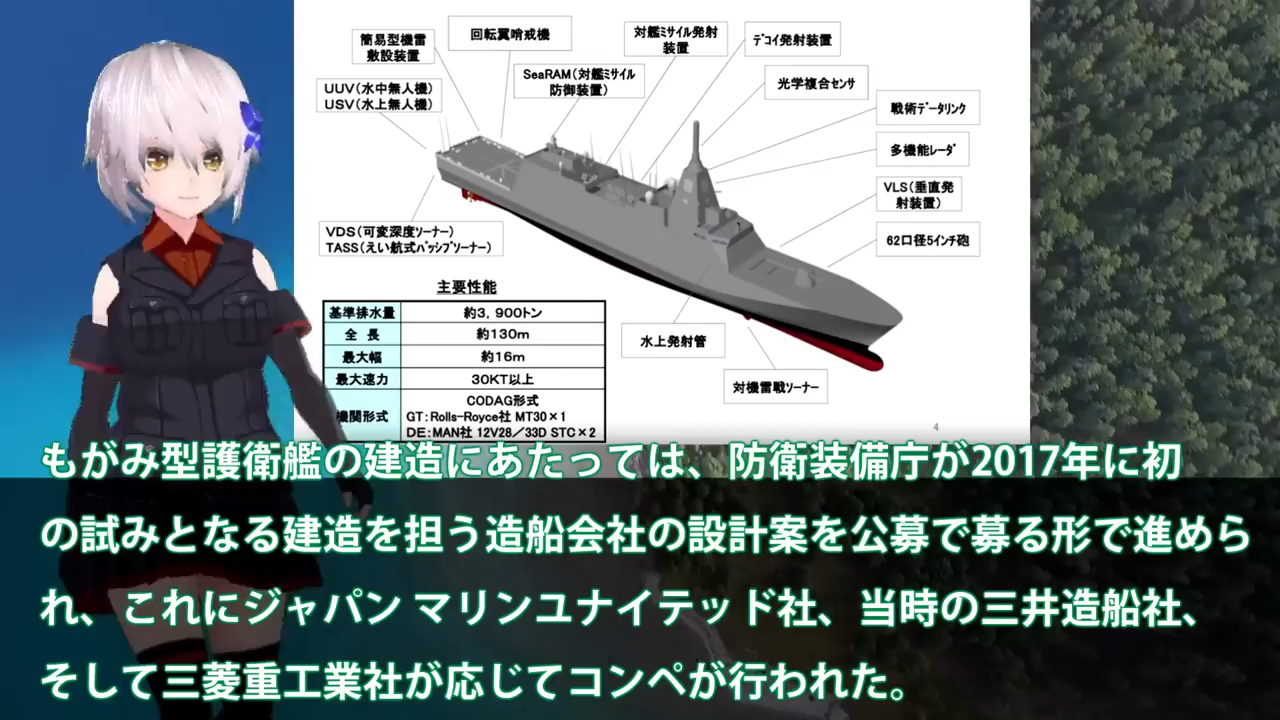 簡易型機雷
敷設装置
回転翼哨戒機
対艦ﾐｻｲﾙ発射
装置
ﾃﾞｺｲ発射装置
UUV(水中無人機)
USV(水上無人機)
SeaRAM(対艦ﾐｻｲﾙ
防御装置)
光学複合ｾﾝｻ
戦術ﾃﾞｰﾀﾘﾝｸ
多機能ﾚｰﾀﾞ
VLS(垂直発
射装置)
62口径5インチ砲
VDS(可変深度ソーナー)
TASS(えい航式ﾊﾟｯｼﾌﾞソーナー)
水上発射管
対機雷戦ソーナー
主要性能
基準排水量 約3,900トン
全 長 約130m
最大幅 約16m
最大速力 30KT以上
機関形式 CODAG形式
GT:Rolls-Royce社 MT30×1
DE:MAN社 12V28/33D STC×2
4
もがみ型護衛艦の建造にあたっては、防衛装備庁が2017年に初
の試みとなる建造を担う造船会社の設計案を公募で募る形で進めら
れ、これにジャパン マリンユナイテッド社、当時の三井造船社、
そして三菱重工業社が応じてコンペが行われた。